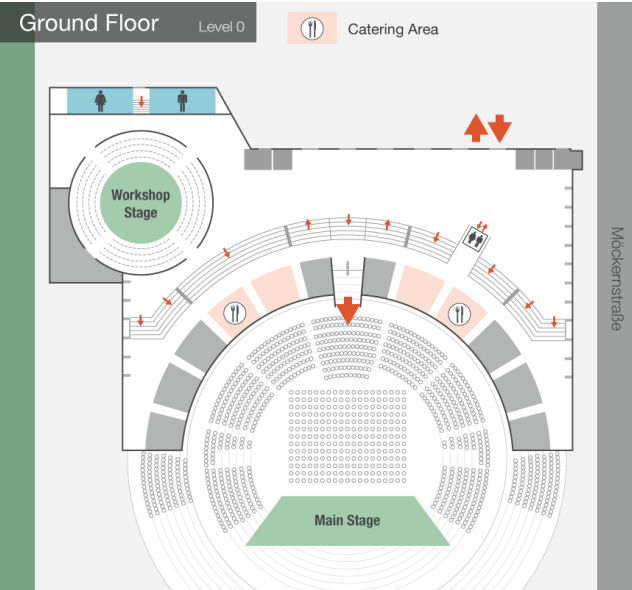 Ground Floor Level 0
Catering Area
Workshop
Stage
Möckernstraße
Main Stage